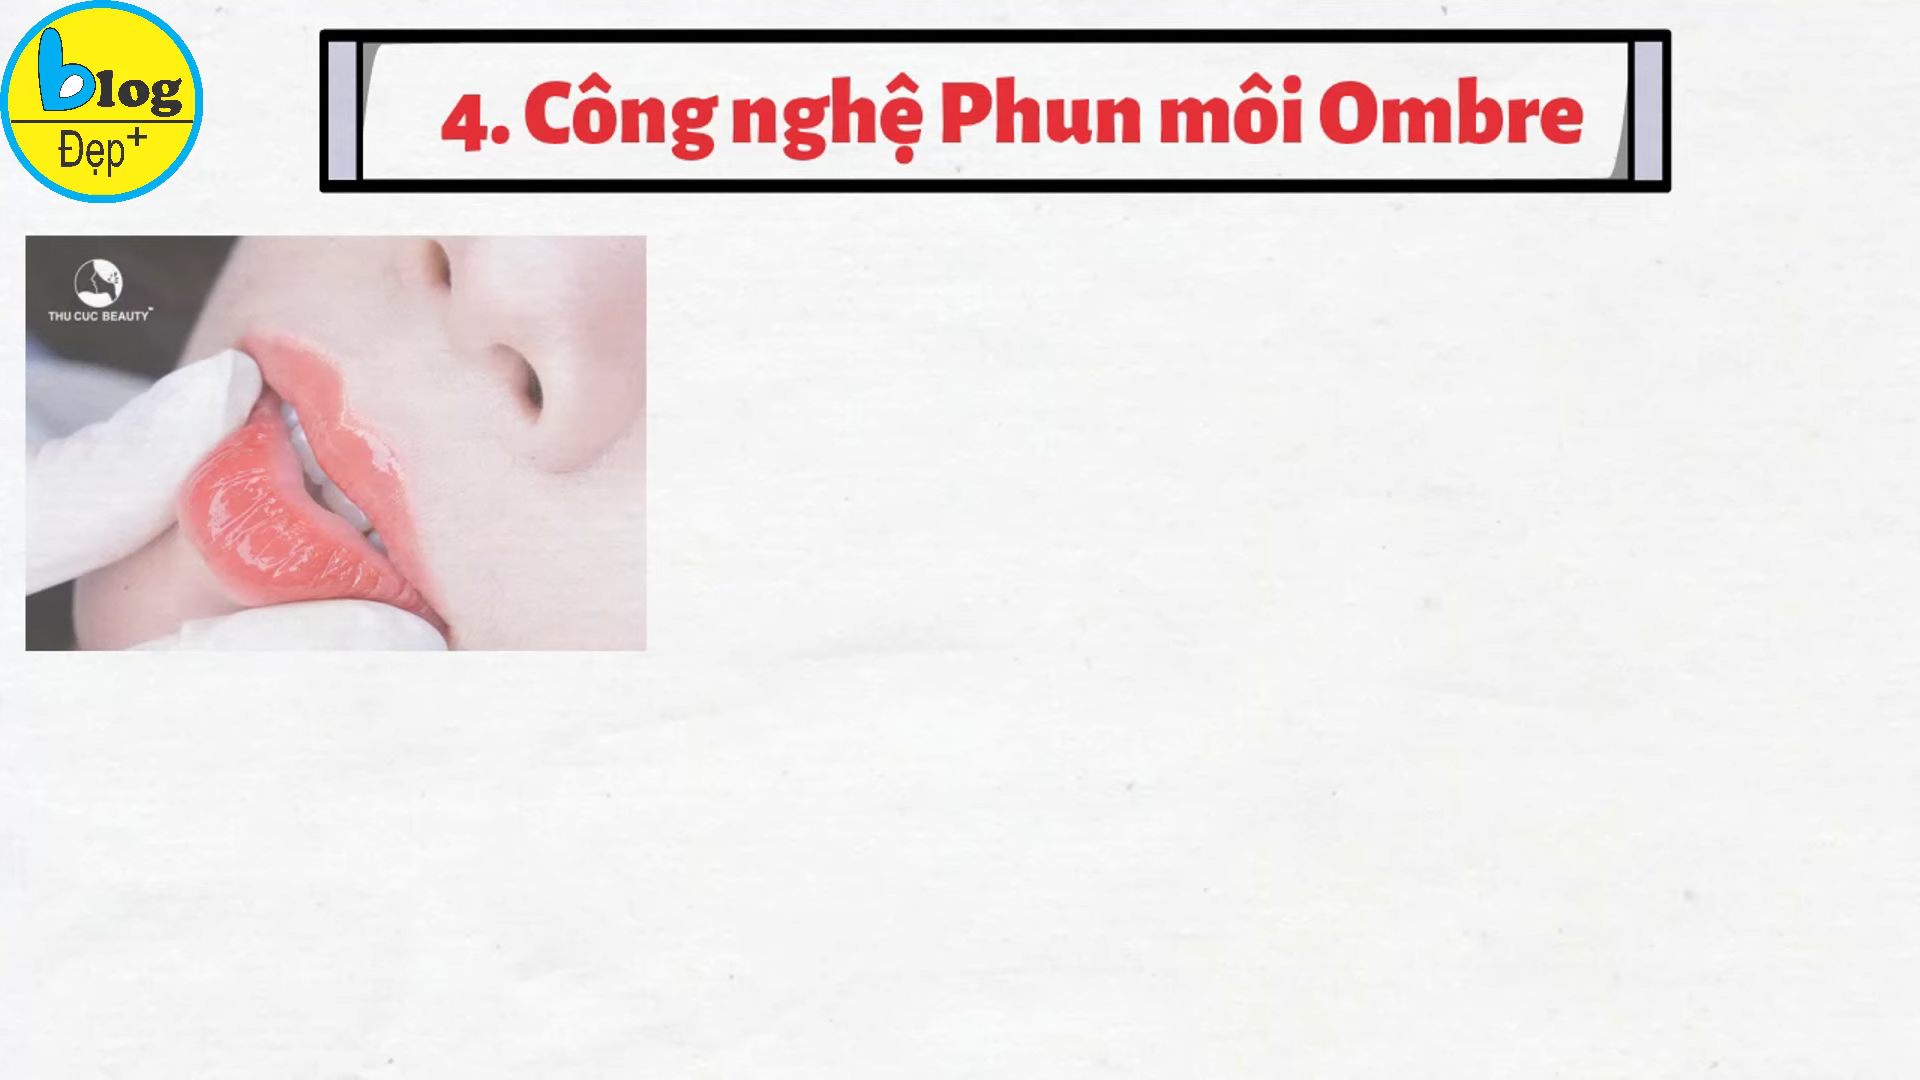 blog
Đẹp+
4. Công nghệ Phun môi Ombre
THU CUC BEAUTY